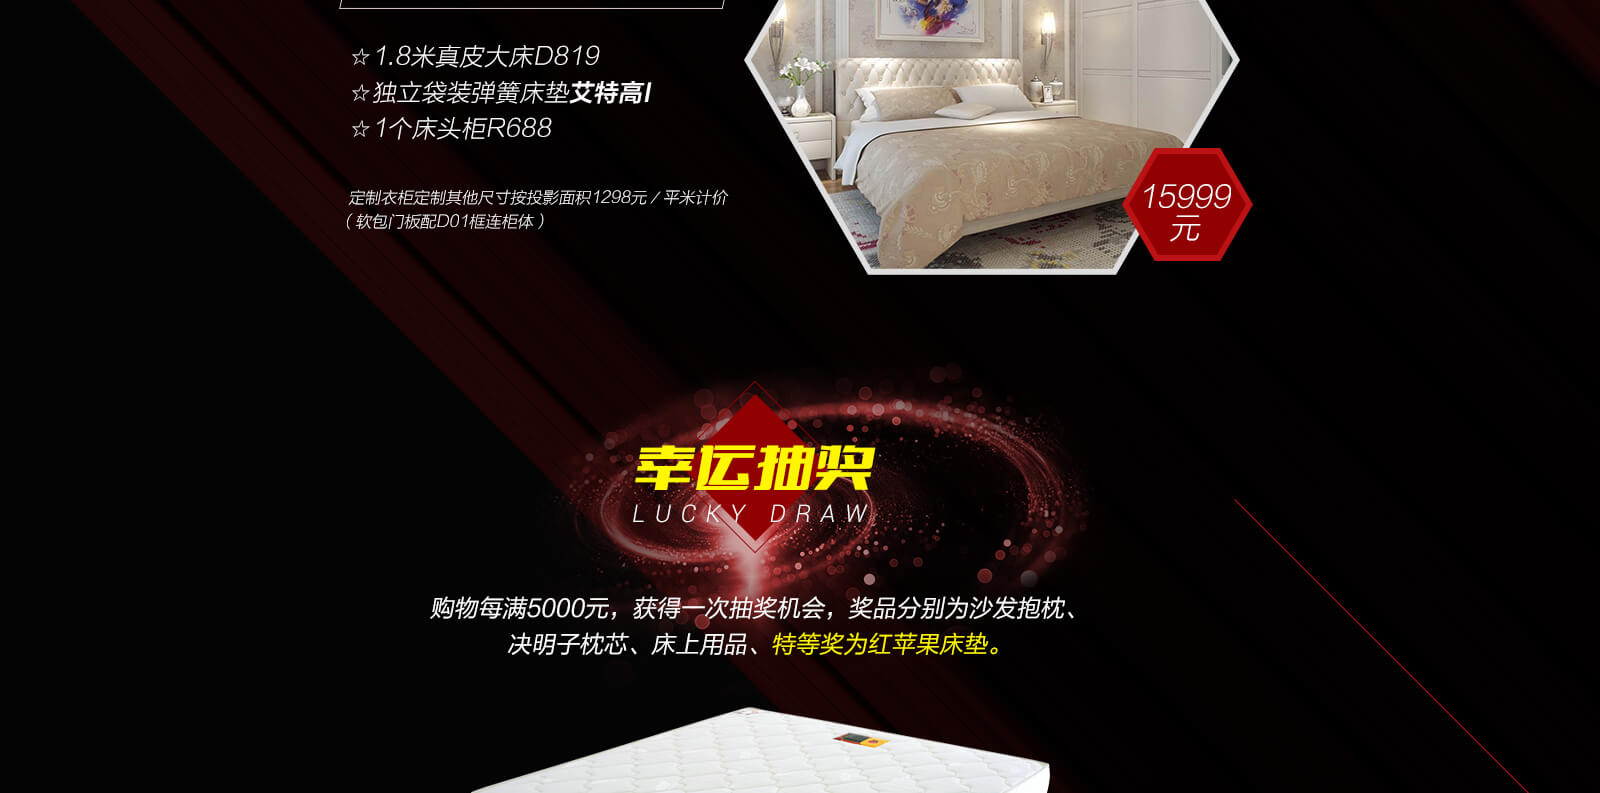 ☆1.8米真皮大床D819
☆独立袋装弹簧床垫艾特高I
☆1个床头柜R688
定制衣柜定制其他尺寸按投影面积1298元／平米计价
（软包门板配D01框连柜体）
15999
元
幸运抽奖
LUCKY DRAW
购物每满5000元，获得一次抽奖机会，奖品分别为沙发抱枕、
决明子枕芯、床上用品、特等奖为红苹果床垫。